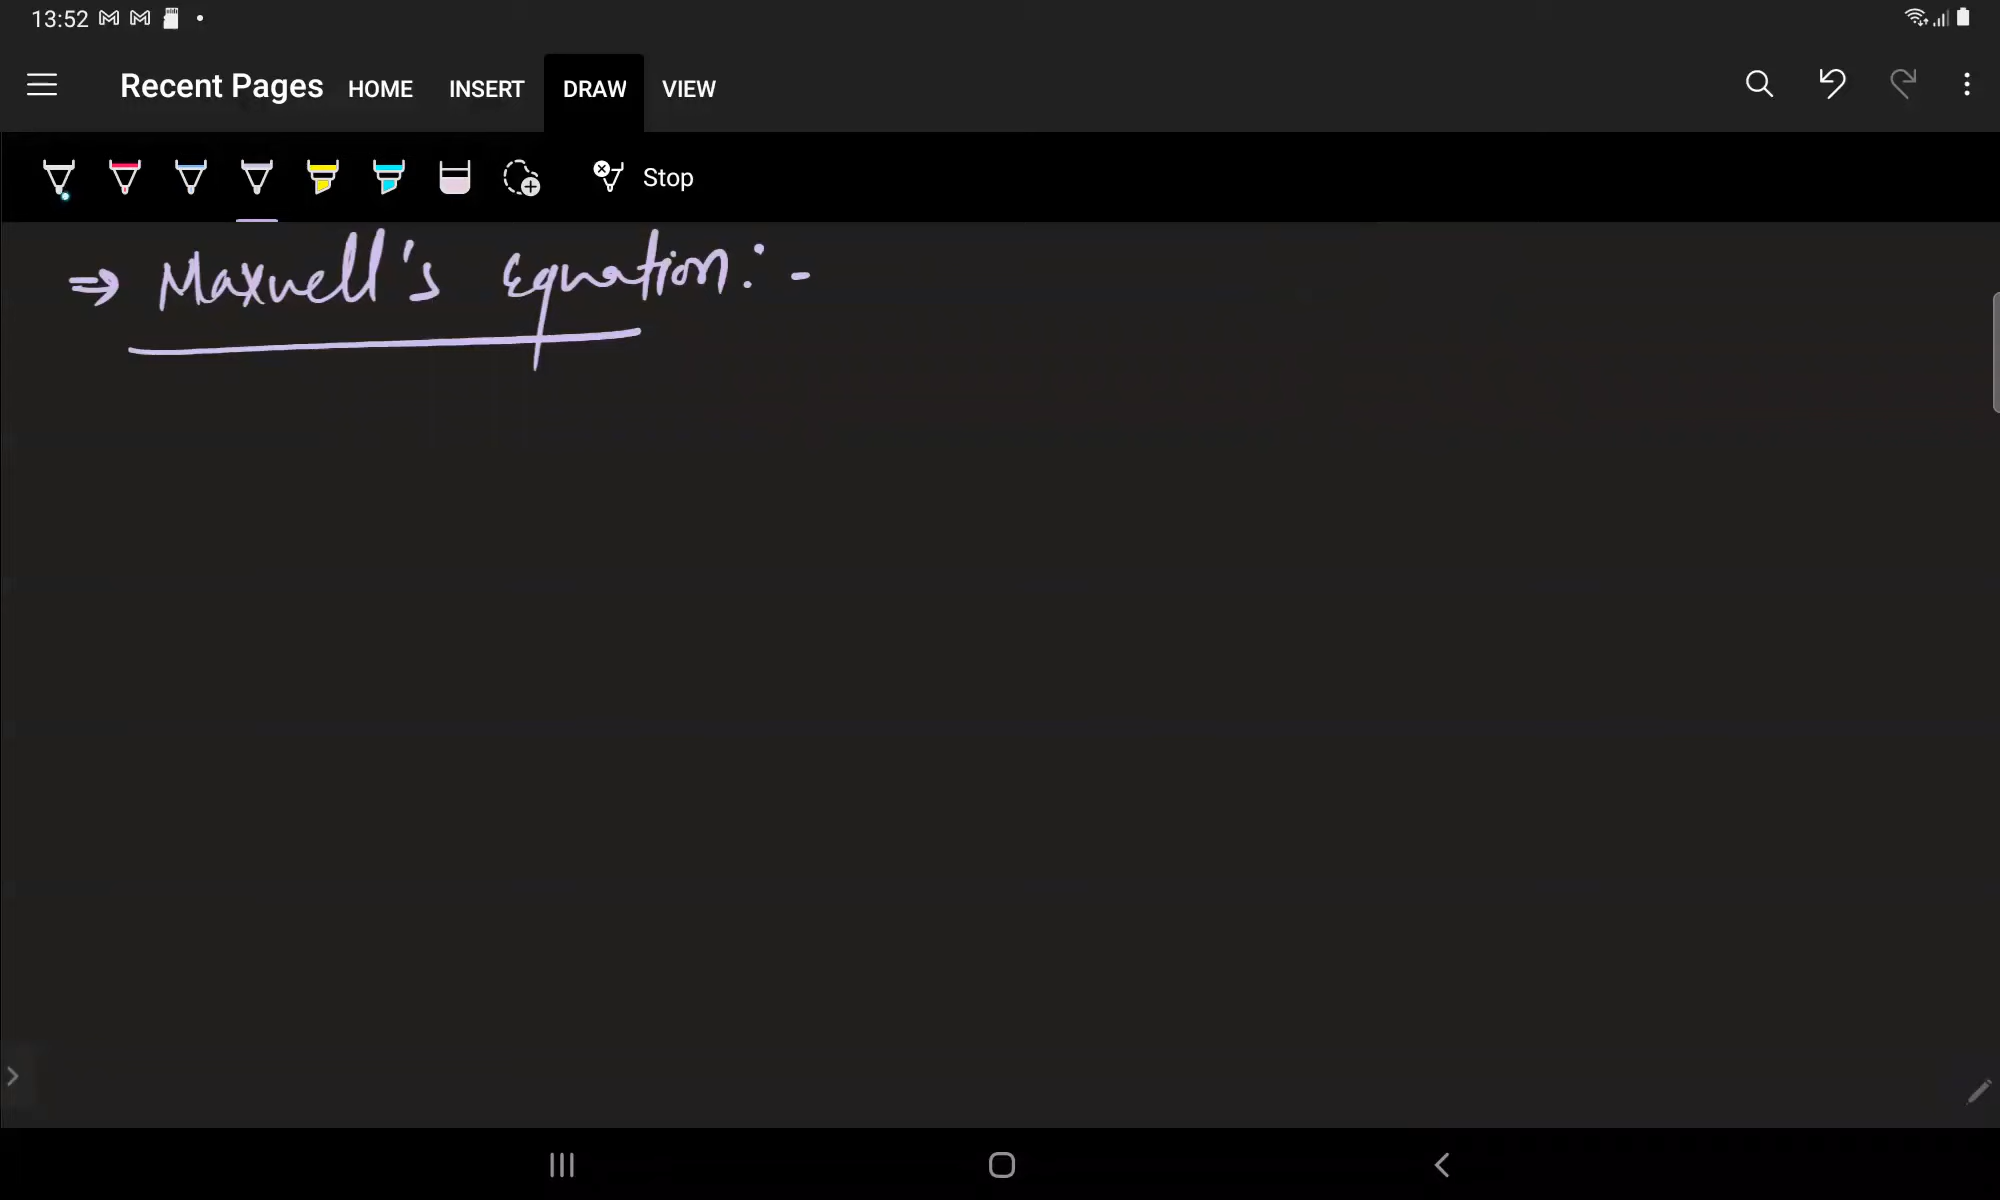 13:52
Recent Pages HOME INSERT DRAW VIEW
Stop
⇒ Maxwell's Equation:-